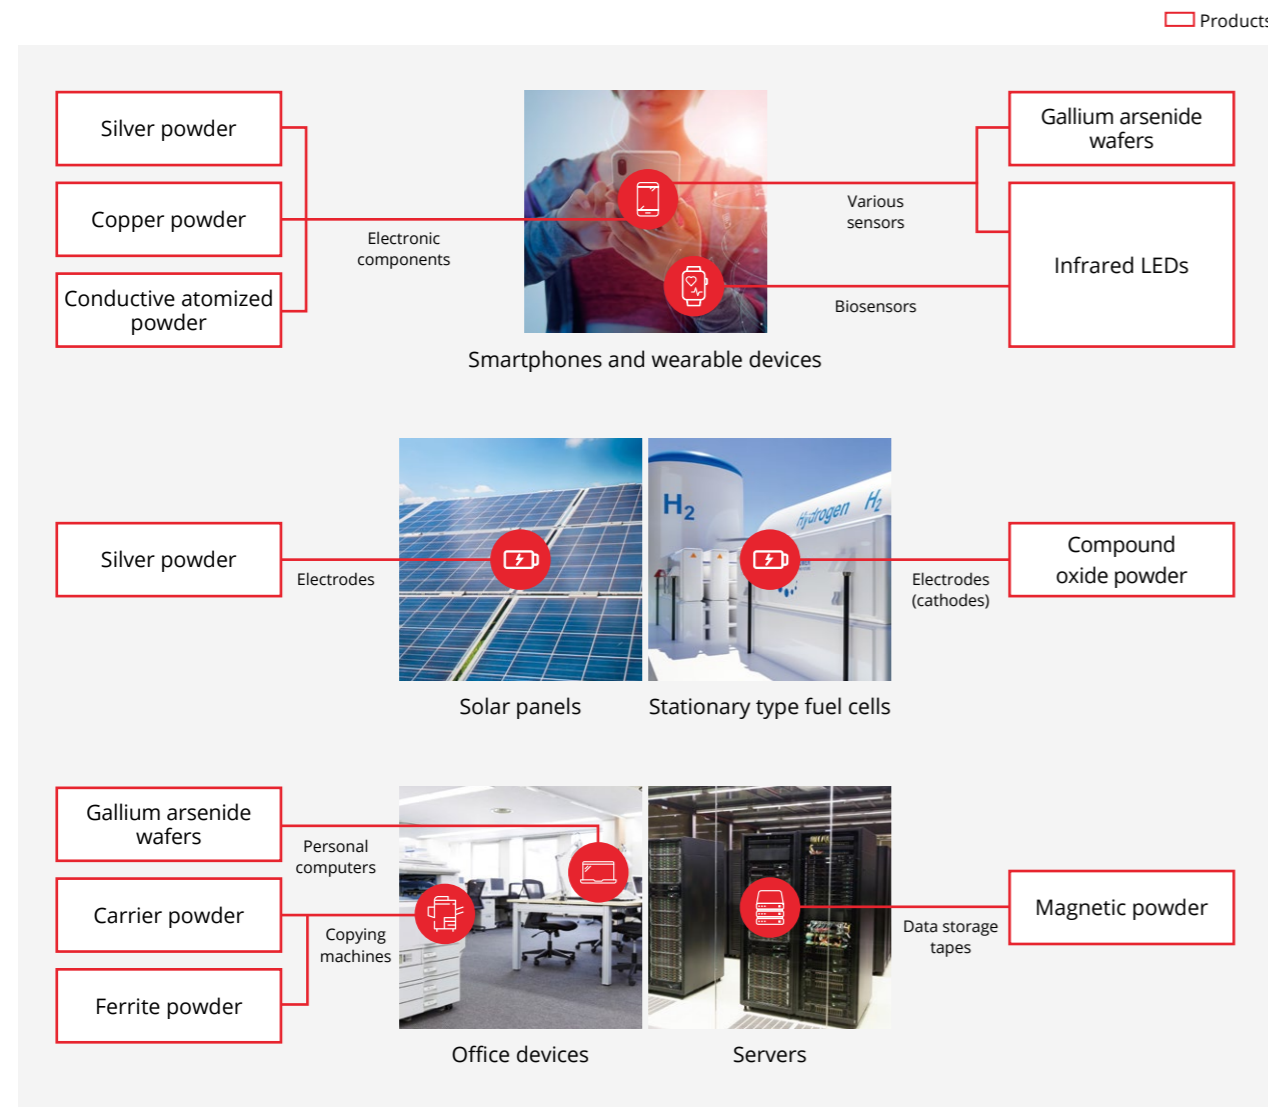 Products
Silver powder
Copper powder
Conductive atomized
powder
Electronic
components
Various
sensors
Biosensors
Gallium arsenide
wafers
Infrared LEDs
Smartphones and wearable devices
Silver powder
Electrodes
H2
Hydrogen H2
Electrodes
(cathodes)
Compound
oxide powder
Solar panels
Stationary type fuel cells
Gallium arsenide
wafers
Carrier powder
Ferrite powder
Personal
computers
Copying
machines
Data storage
tapes
Magnetic powder
Office devices
Servers